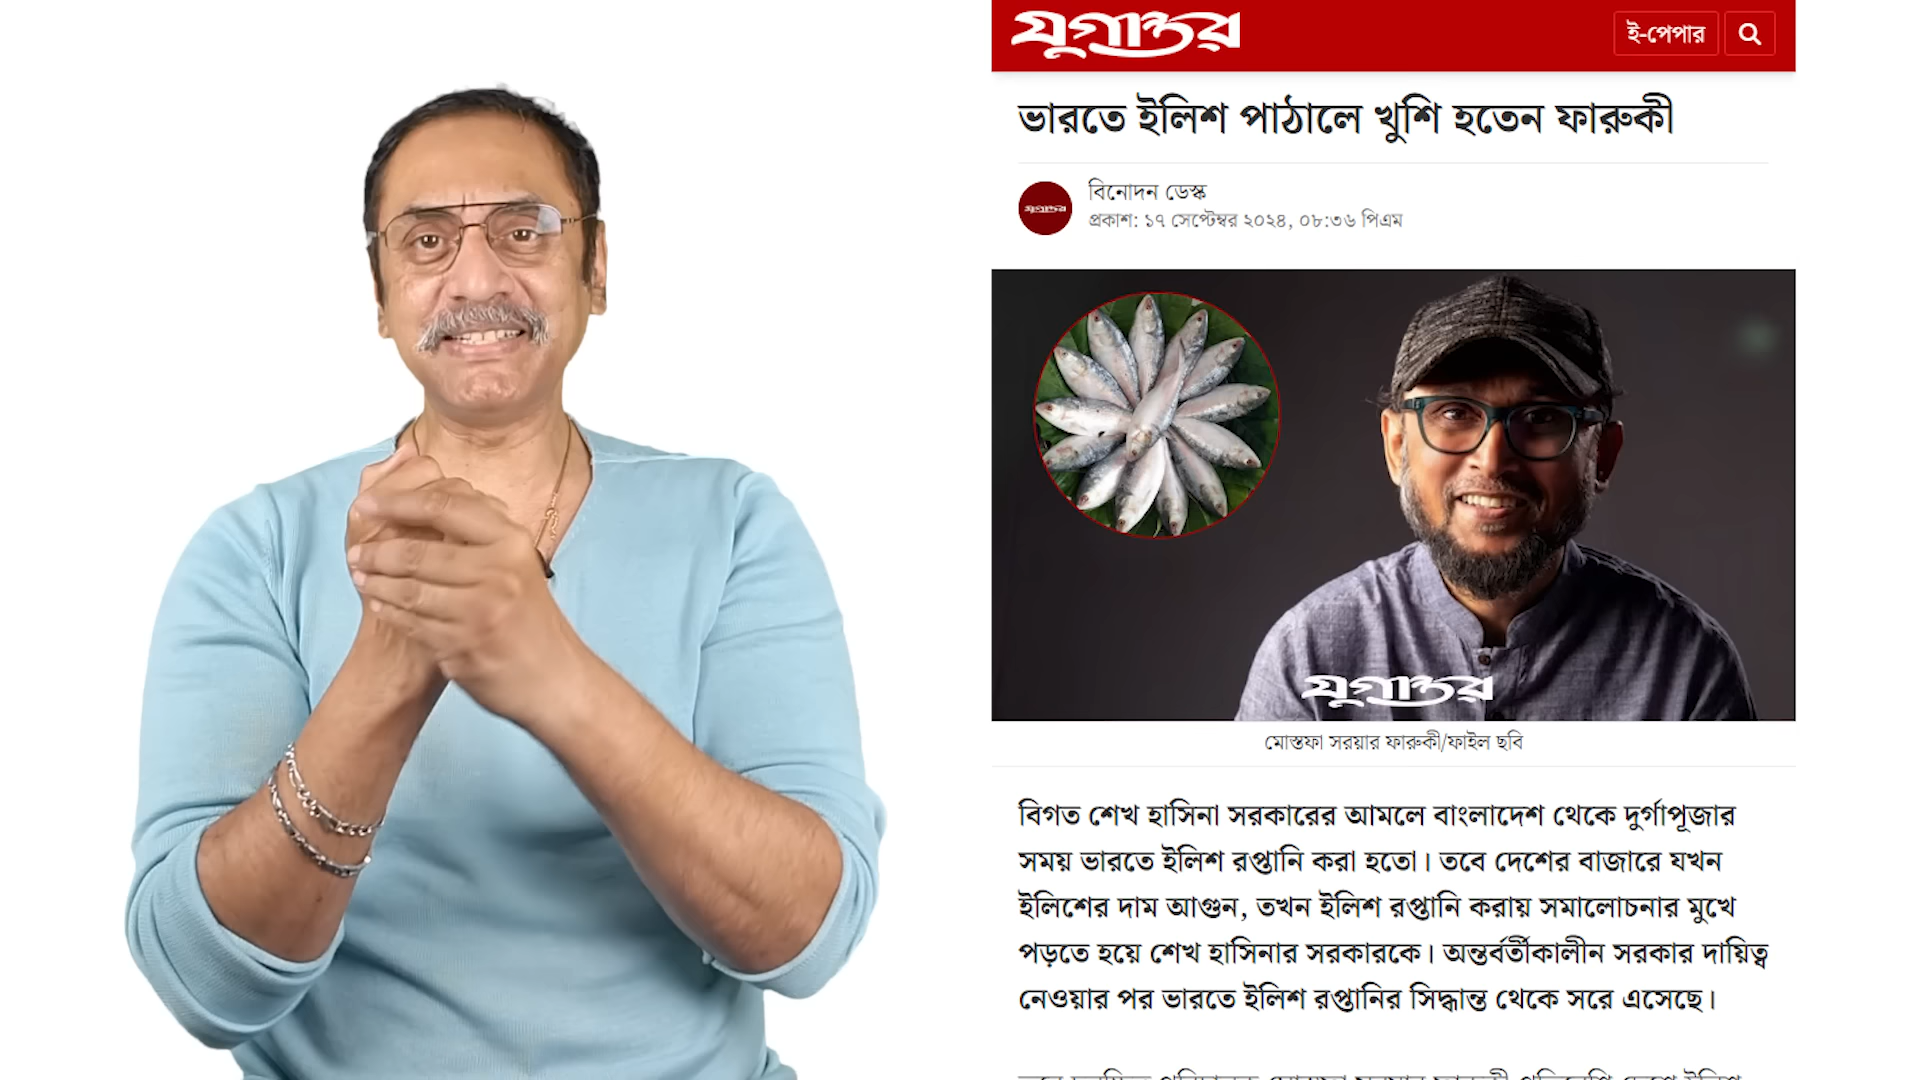 যুগান্তর
ই-পেপার
ভারতে ইলিশ পাঠালে খুশি হতেন ফারুকী
যুগান্তর
বিনোদন ডেস্ক
প্রকাশ: ১৭ সেপ্টেম্বর ২০২৪, ০৮:৩৬ পিএম
যুগান্তর
মোস্তফা সরয়ার ফারুকী/ফাইল ছবি
বিগত শেখ হাসিনা সরকারের আমলে বাংলাদেশ থেকে দুর্গাপূজার
সময় ভারতে ইলিশ রপ্তানি করা হতো। তবে দেশের বাজারে যখন
ইলিশের দাম আগুন, তখন ইলিশ রপ্তানি করায় সমালোচনার মুখে
পড়তে হয়ে শেখ হাসিনার সরকারকে। অন্তর্বর্তীকালীন সরকার দায়িত্ব
নেওয়ার পর ভারতে ইলিশ রপ্তানির সিদ্ধান্ত থেকে সরে এসেছে।